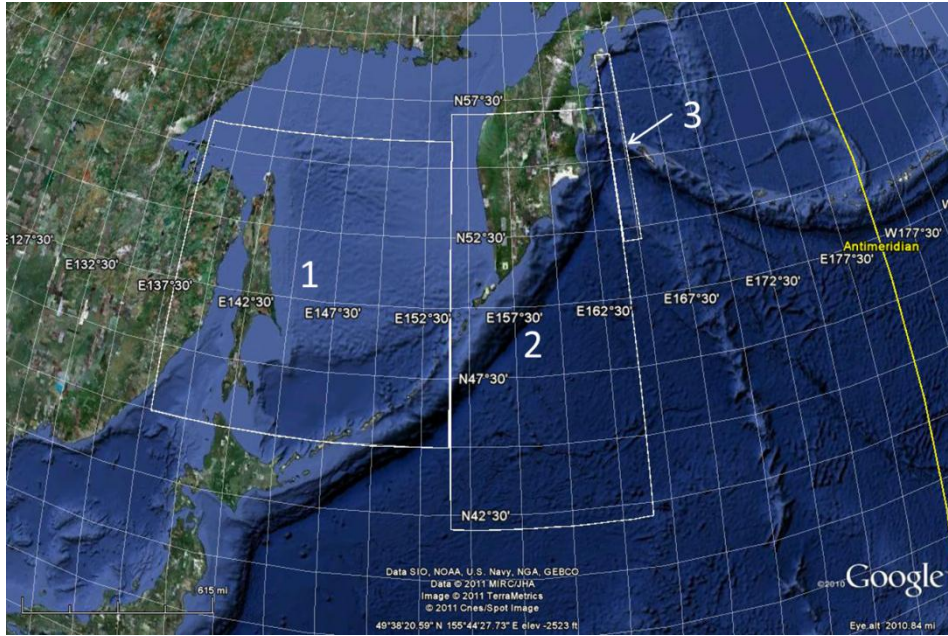 3
N57°30'
W
W177°30'
Antimeridian
E127°30'
N52°30'
E177°30'
E132°30'
E172°30'
E137°30'
1
E142°30'
E167°30'
E147°30'
E152°30'
E157°30'
E162°30'
2
N47°30'
N42°30'
Data SIO, NOAA, U.S. Navy, NGA, GEBCO
Data © 2011 MIRC/JHA
Image © 2011 TerraMetrics
© 2011 Cnes/Spot Image
©2010 Google
615 mi
49°38'20.59" N 155°44'27.73" E elev -2523 ft
Eye alt 2010.84 mi